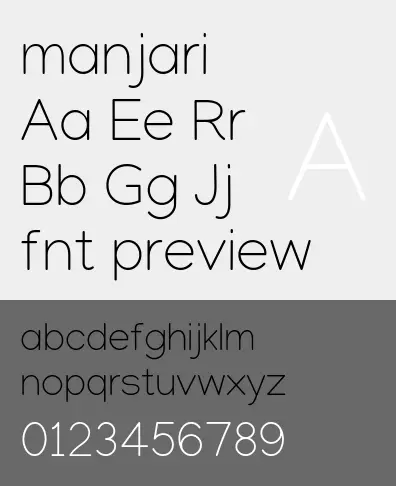 manjari
Aa Ee Rr
A
Bb Gg Jj
fnt preview
abcdefghijklm
nopqrstuvwxyz
0123456789